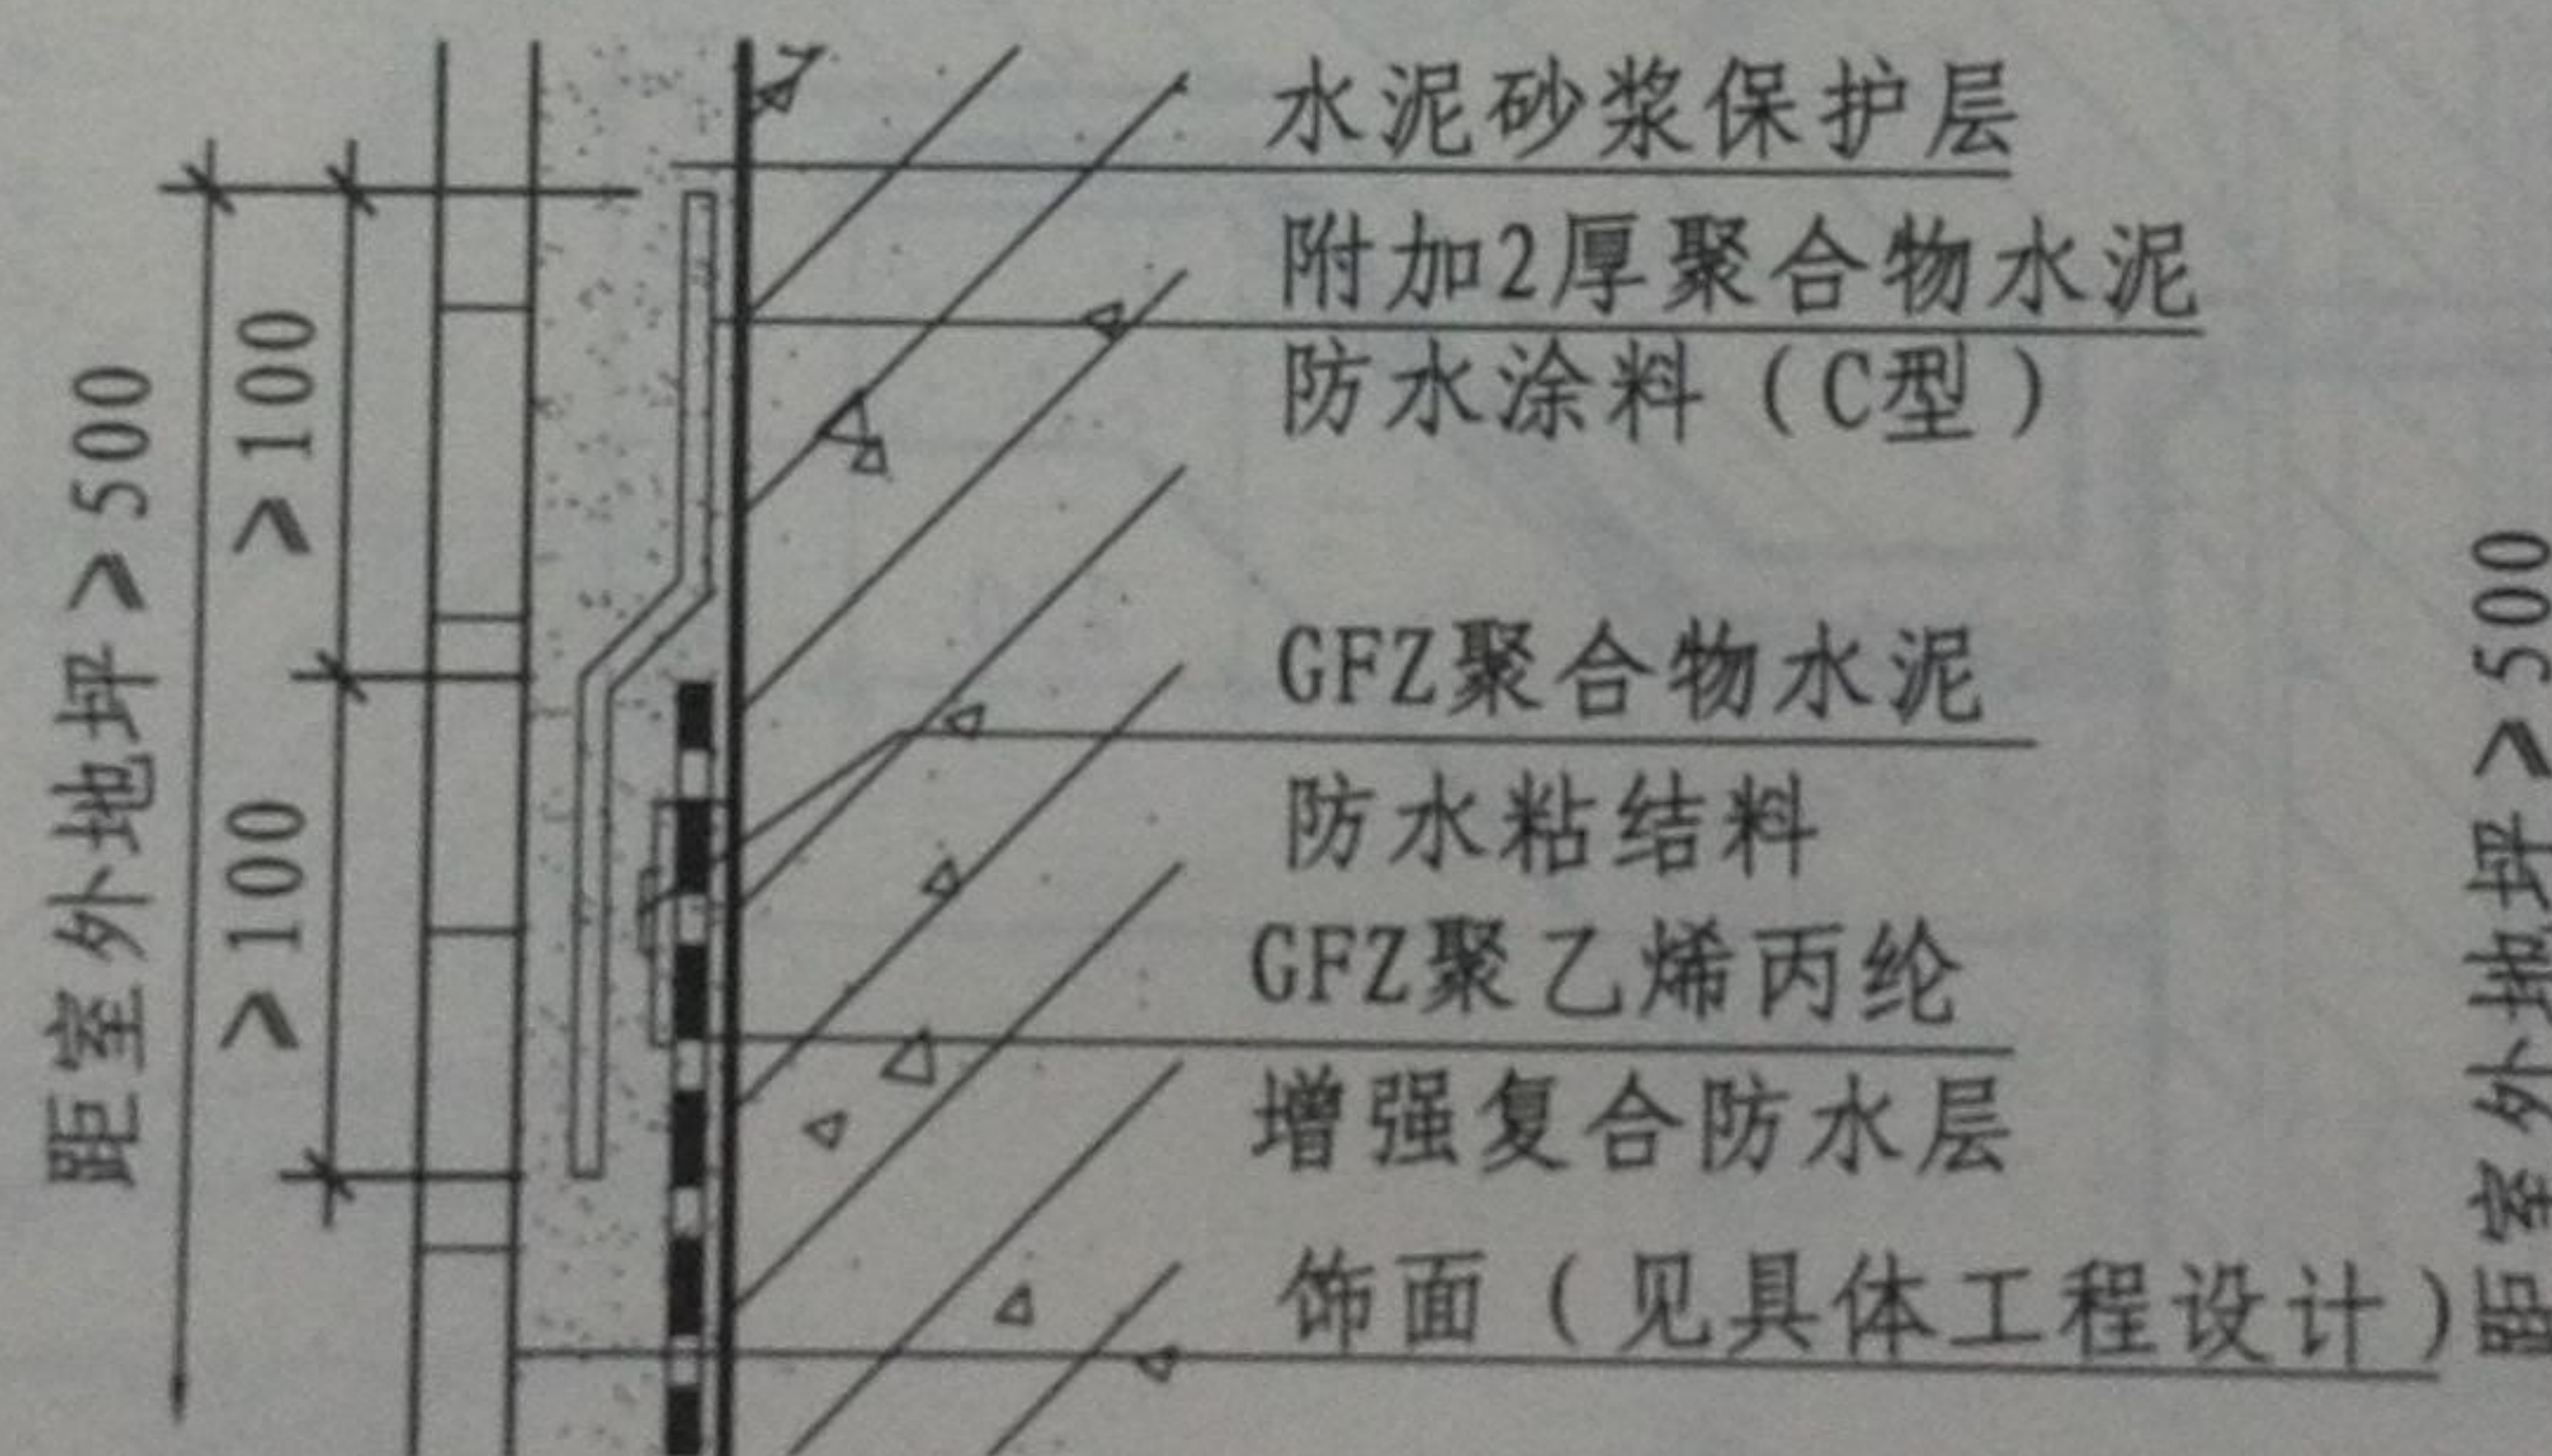 水泥砂浆保护层
附加2厚聚合物水泥
防水涂料（C型）
GFZ聚合物水泥
防水粘结料
GFZ聚乙烯丙纶
增强复合防水层
饰面（见具体工程设计）
距室外地坪⩾500
⩾100
⩾100
距室外地坪⩾500